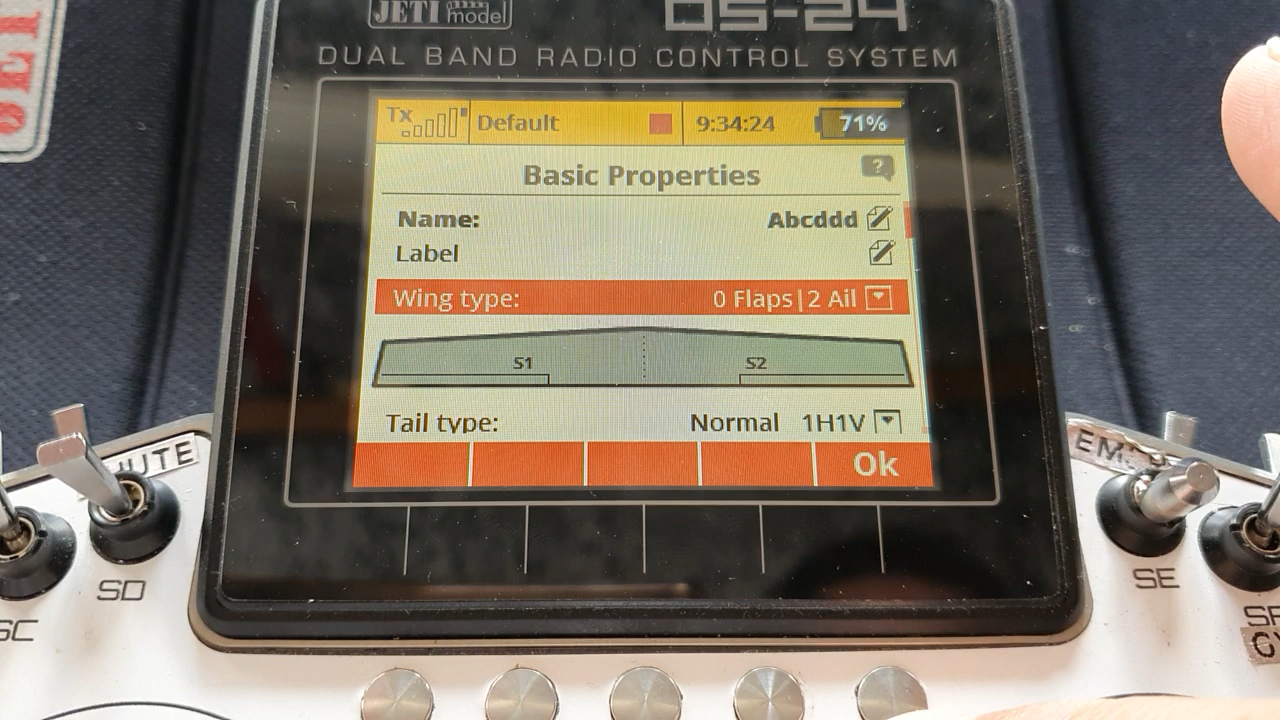 JETI model
DS-24
DUAL BAND RADIO CONTROL SYSTEM
Tx Default 9:34:24 71%
Basic Properties ?
Name: Abcddd
Label
Wing type: 0 Flaps|2 Ail
S1 S2
Tail type: Normal 1H1V
Ok
SD
SC
SE